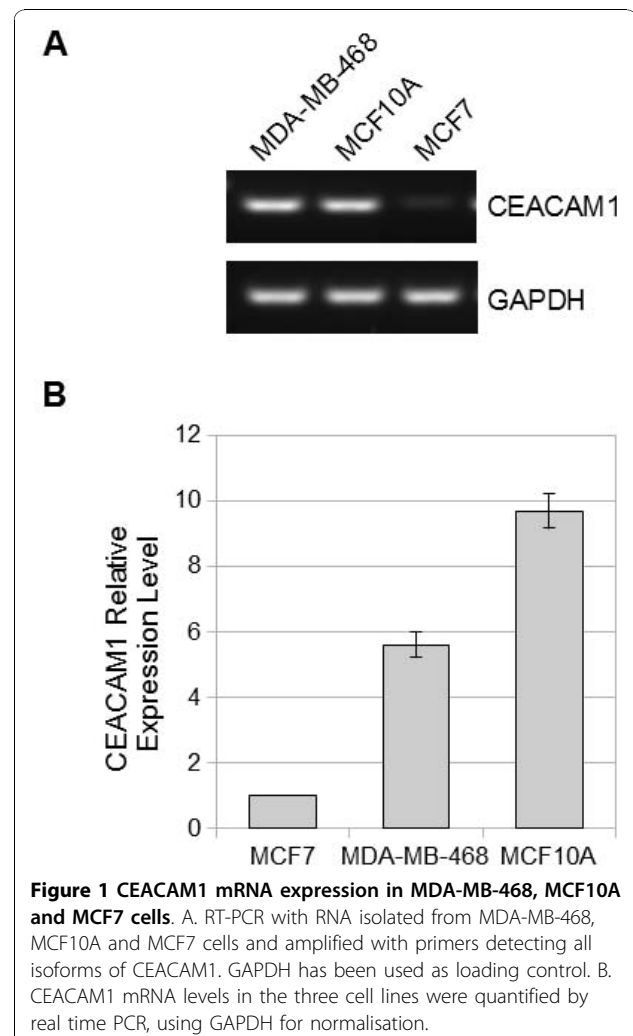 A
MDA-MB-468
MCF10A
MCF7
CEACAM1
GAPDH
B
CEACAM1 Relative
Expression Level
12
10
8
6
4
2
0
MCF7 MDA-MB-468 MCF10A
Figure 1 CEACAM1 mRNA expression in MDA-MB-468, MCF10A
and MCF7 cells. A. RT-PCR with RNA isolated from MDA-MB-468,
MCF10A and MCF7 cells and amplified with primers detecting all
isoforms of CEACAM1. GAPDH has been used as loading control. B.
CEACAM1 mRNA levels in the three cell lines were quantified by
real time PCR, using GAPDH for normalisation.